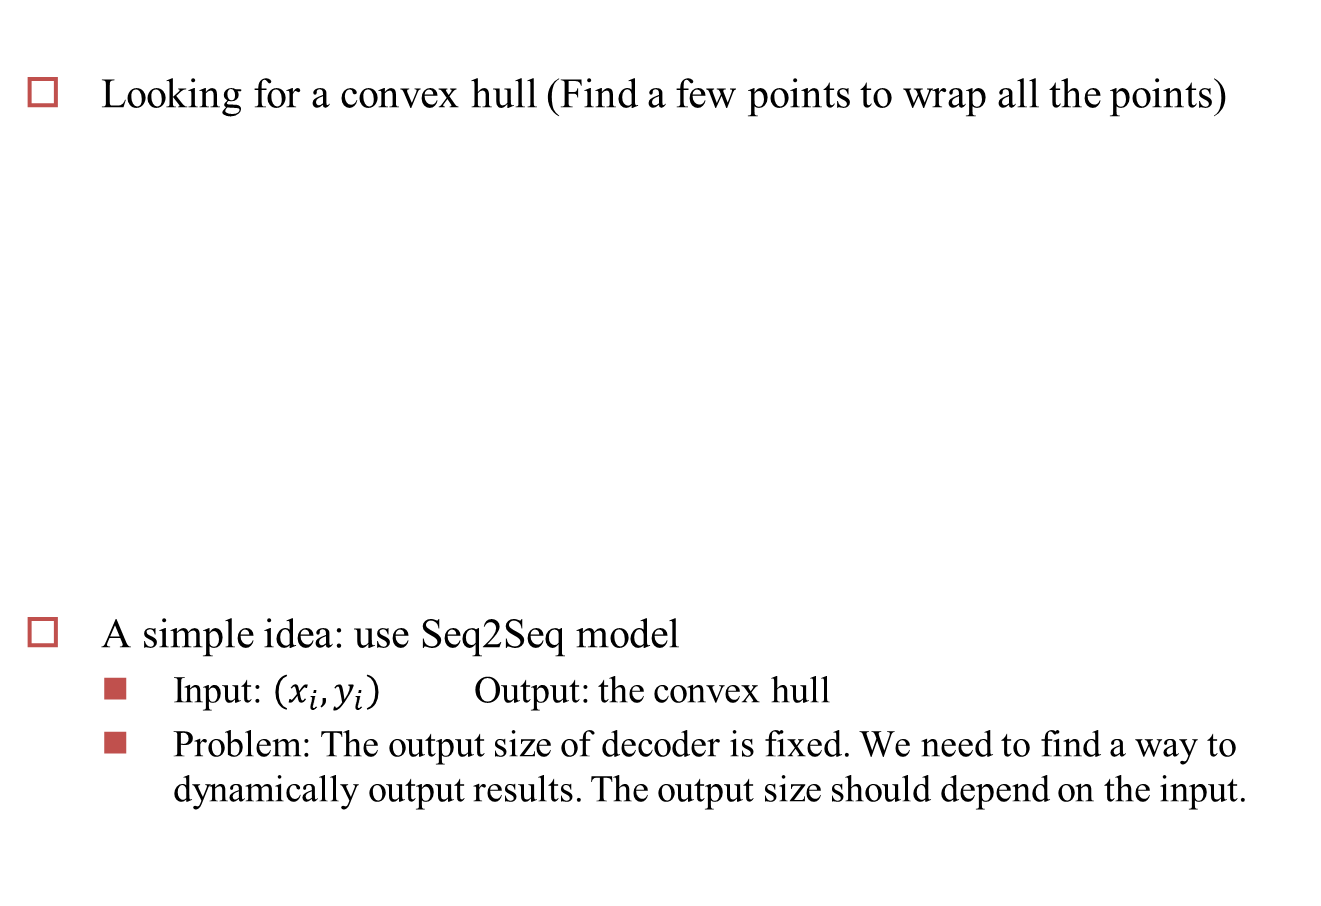 Looking for a convex hull (Find a few points to wrap all the points)
A simple idea: use Seq2Seq model
Input: (xᵢ, yᵢ) Output: the convex hull
Problem: The output size of decoder is fixed. We need to find a way to
dynamically output results. The output size should depend on the input.